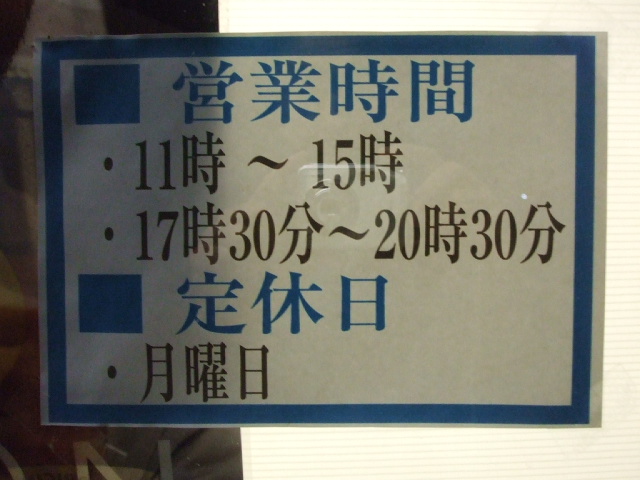 ■ 営業時間
・11時 ～ 15時
・17時30分～20時30分
■ 定休日
・月曜日